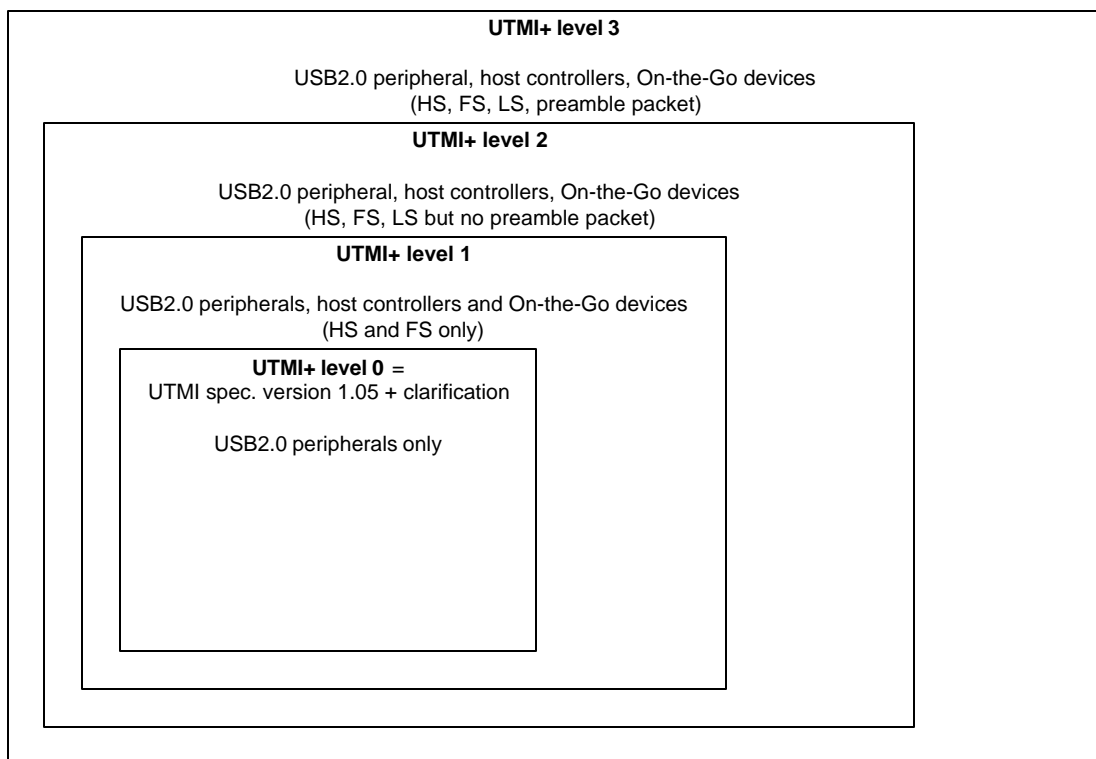 UTMI+ level 3
USB2.0 peripheral, host controllers, On-the-Go devices
(HS, FS, LS, preamble packet)
UTMI+ level 2
USB2.0 peripheral, host controllers, On-the-Go devices
(HS, FS, LS but no preamble packet)
UTMI+ level 1
USB2.0 peripherals, host controllers and On-the-Go devices
(HS and FS only)
UTMI+ level 0 =
UTMI spec. version 1.05 + clarification
USB2.0 peripherals only